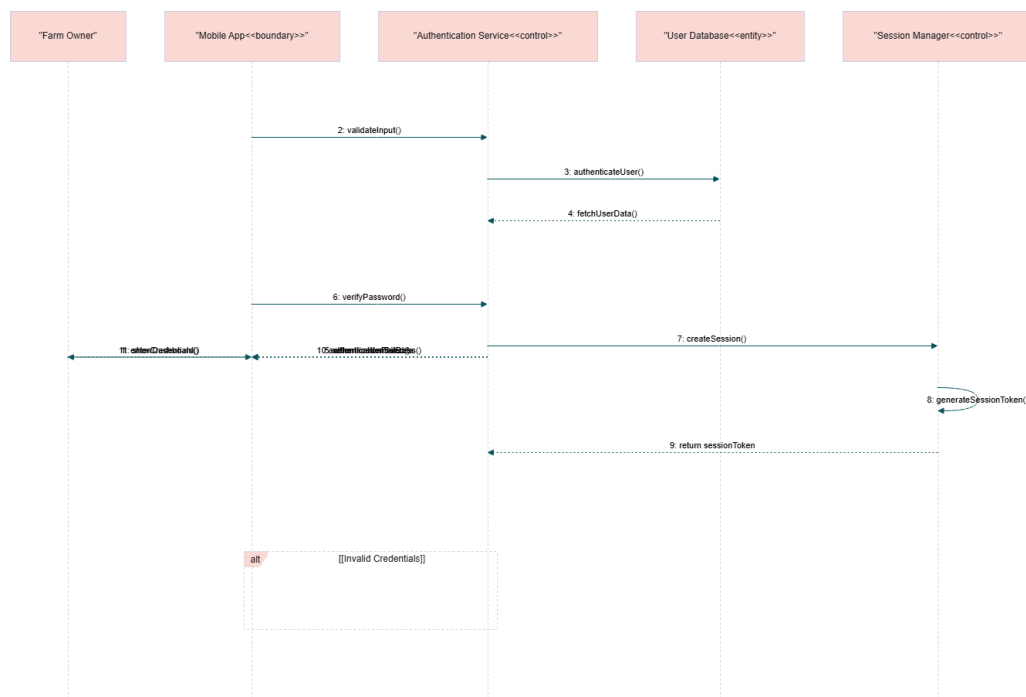 "Farm Owner"
"Mobile App<<boundary>>"
"Authentication Service<<control>>"
"User Database<<entity>>"
"Session Manager<<control>>"
2: validateInput()
3: authenticateUser()
4: fetchUserData()
6: verifyPassword()
7: createSession()
8: generateSessionToken(
9: return sessionToken
alt
[[Invalid Credentials]]